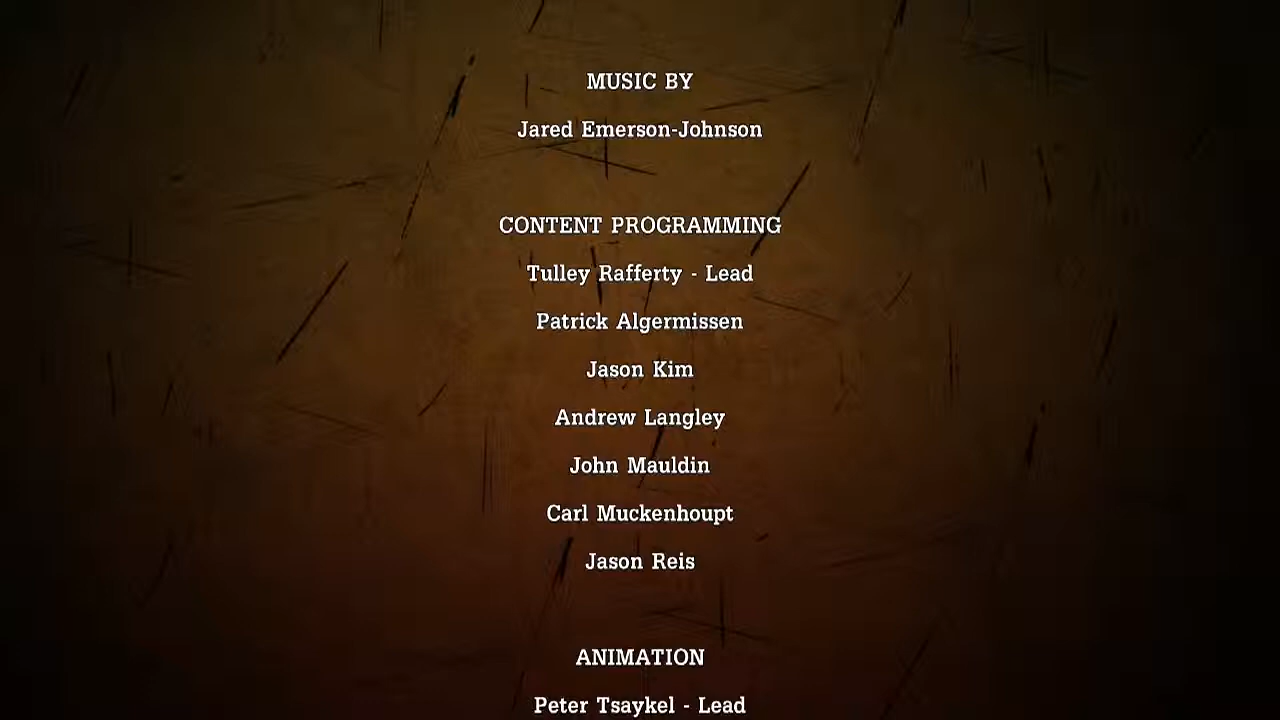 MUSIC BY
Jared Emerson-Johnson
CONTENT PROGRAMMING
Tulley Rafferty - Lead
Patrick Algermissen
Jason Kim
Andrew Langley
John Mauldin
Carl Muckenhoupt
Jason Reis
ANIMATION
Peter Tsaykel - Lead